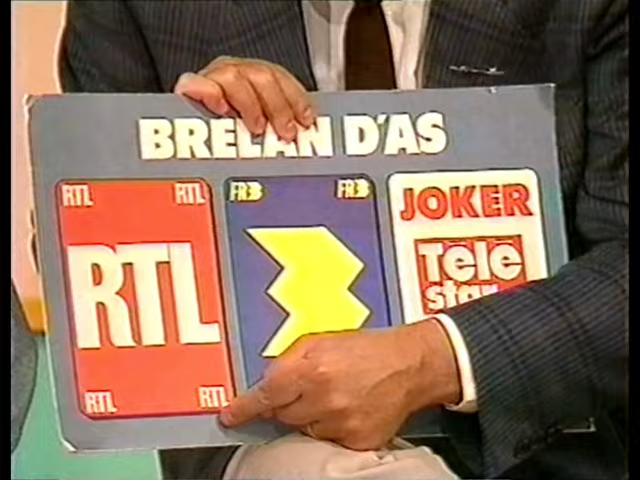 BRELAN D'AS
RTL RTL
RTL
RTL RTL
FR3 FR3
JOKER
Tele
star